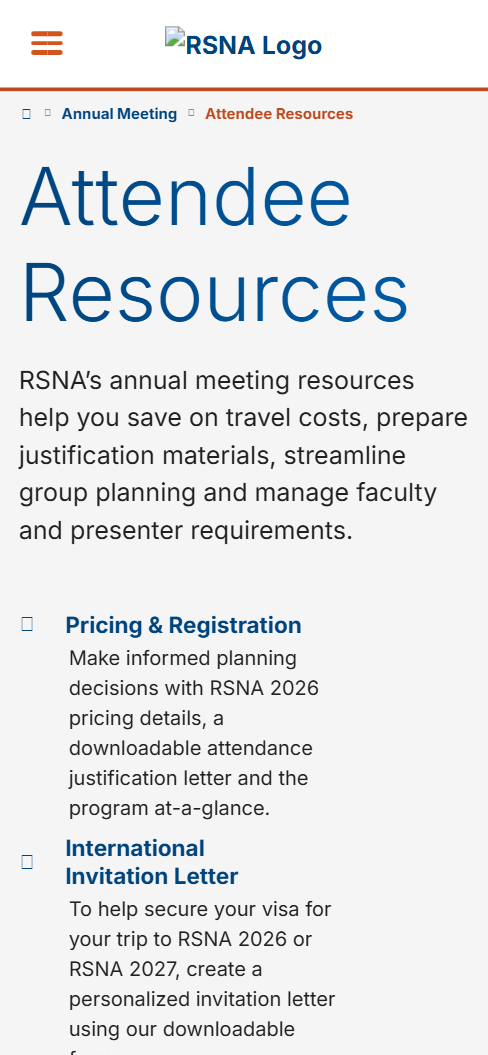 RSNA Logo
Annual Meeting Attendee Resources
Attendee
Resources
RSNA’s annual meeting resources
help you save on travel costs, prepare
justification materials, streamline
group planning and manage faculty
and presenter requirements.
Pricing & Registration
Make informed planning
decisions with RSNA 2026
pricing details, a
downloadable attendance
justification letter and the
program at-a-glance.
International
Invitation Letter
To help secure your visa for
your trip to RSNA 2026 or
RSNA 2027, create a
personalized invitation letter
using our downloadable